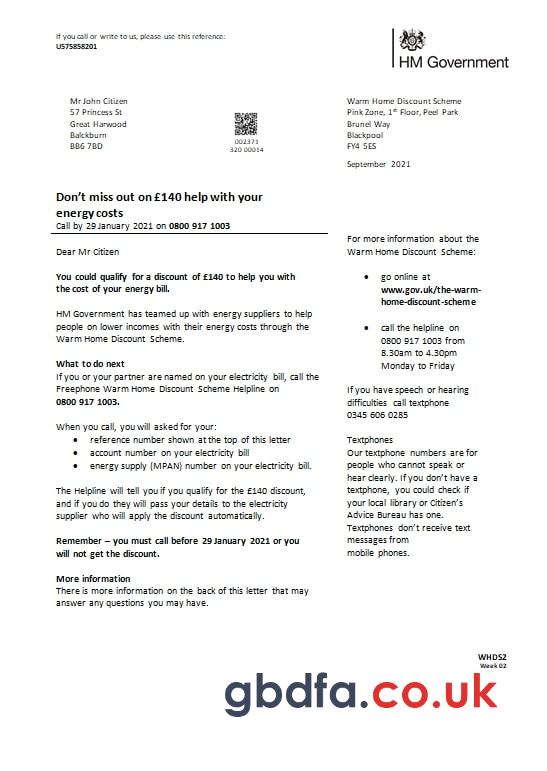 If you call or write to us, please use this reference:
U575858201
HM Government
Mr John Citizen
57 Princess St
Great Harwood
Balckburn
BB6 7BD
002371
320 00014
Warm Home Discount Scheme
Pink Zone, 1st Floor, Peel Park
Brunel Way
Blackpool
FY4 5ES
September 2021
Don't miss out on £140 help with your
energy costs
Call by 29 January 2021 on 0800 917 1003
Dear Mr Citizen
You could qualify for a discount of £140 to help you with
the cost of your energy bill.
HM Government has teamed up with energy suppliers to help
people on lower incomes with their energy costs through the
Warm Home Discount Scheme.
What to do next
If you or your partner are named on your electricity bill, call the
Freephone Warm Home Discount Scheme Helpline on
0800 917 1003.
When you call, you will asked for your:
• reference number shown at the top of this letter
• account number on your electricity bill
• energy supply (MPAN) number on your electricity bill.
The Helpline will tell you if you qualify for the £140 discount,
and if you do they will pass your details to the electricity
supplier who will apply the discount automatically.
Remember – you must call before 29 January 2021 or you
will not get the discount.
More information
There is more information on the back of this letter that may
answer any questions you may have.
For more information about the
Warm Home Discount Scheme:
• go online at
www.gov.uk/the-warm-
home-discount-scheme
• call the helpline on
0800 917 1003 from
8.30am to 4.30pm
Monday to Friday
If you have speech or hearing
difficulties call textphone
0345 606 0285
Textphones
Our textphone numbers are for
people who cannot speak or
hear clearly. If you don't have a
textphone, you could check if
your local library or Citizen's
Advice Bureau has one.
Textphones don't receive text
messages from
mobile phones.
WHDS2
Week 02
gbdfa.co.uk